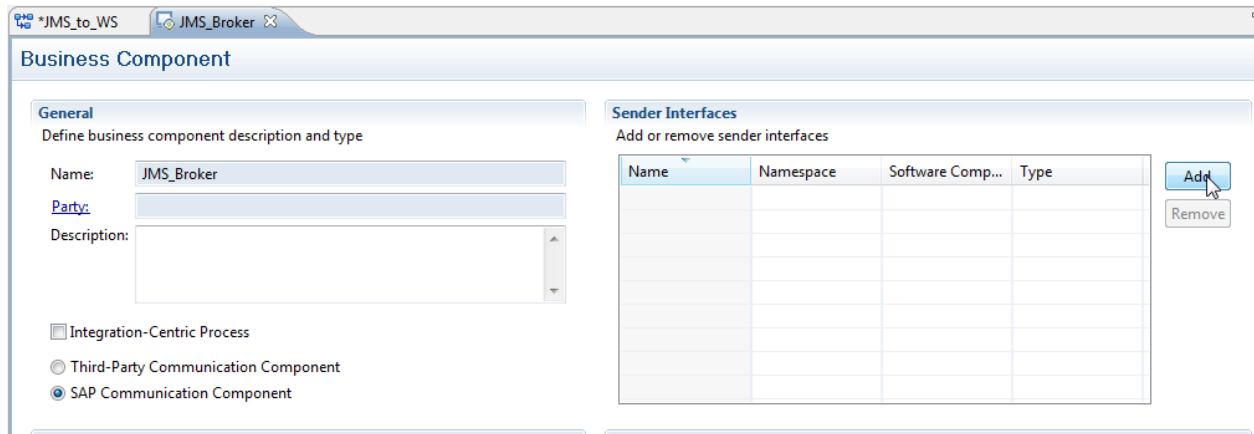 *JMS_to_WS JMS_Broker
Business Component
General
Define business component description and type
Name: JMS_Broker
Party:
Description:
Integration-Centric Process
Third-Party Communication Component
SAP Communication Component
Sender Interfaces
Add or remove sender interfaces
Name Namespace Software Comp... Type
Add
Remove